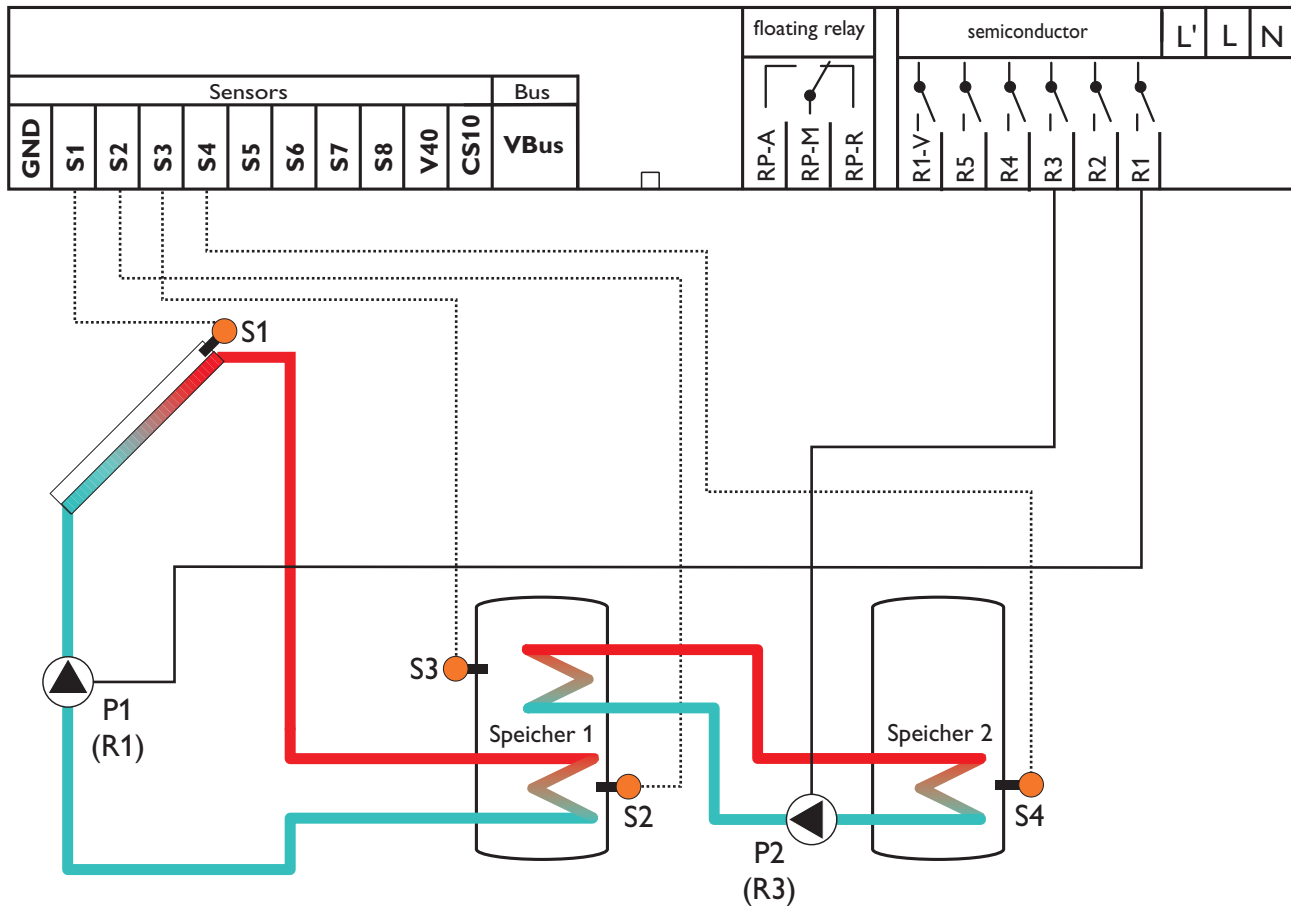 floating relay
semiconductor
L'
L
N
Sensors
Bus
GND
S1
S2
S3
S4
S5
S6
S7
S8
V40
CS10
VBus
RP-A
RP-M
RP-R
R1-V
R5
R4
R3
R2
R1
S1
S3
P1
(R1)
Speicher 1
S2
Speicher 2
S4
P2
(R3)